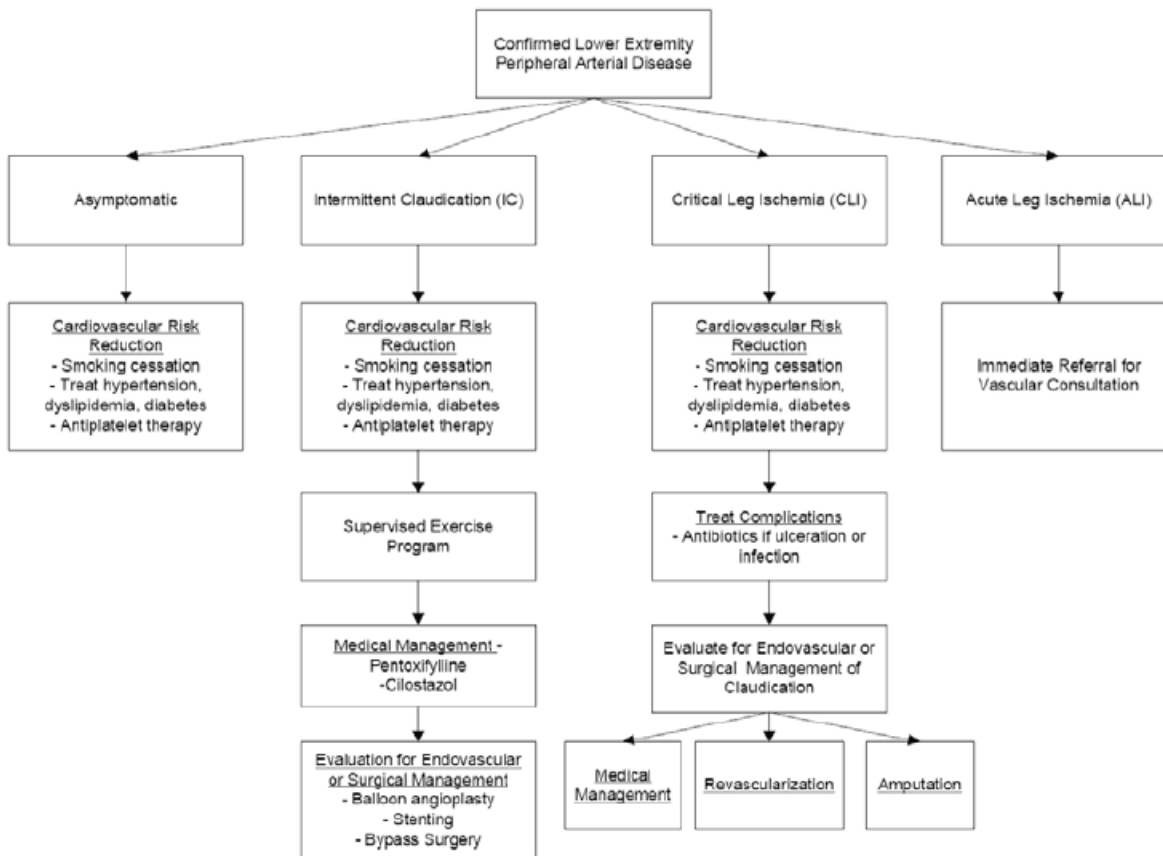 Confirmed Lower Extremity
Peripheral Arterial Disease
Asymptomatic
Intermittent Claudication (IC)
Critical Leg Ischemia (CLI)
Acute Leg Ischemia (ALI)
Cardiovascular Risk
Reduction
- Smoking cessation
- Treat hypertension,
dyslipidemia, diabetes
- Antiplatelet therapy
Cardiovascular Risk
Reduction
- Smoking cessation
- Treat hypertension,
dyslipidemia, diabetes
- Antiplatelet therapy
Cardiovascular Risk
Reduction
- Smoking cessation
- Treat hypertension,
dyslipidemia, diabetes
- Antiplatelet therapy
Immediate Referral for
Vascular Consultation
Supervised Exercise
Program
Treat Complications
- Antibiotics if ulceration or
infection
Medical Management -
Pentoxifylline
-Cilostazol
Evaluate for Endovascular or
Surgical Management of
Claudication
Evaluation for Endovascular
or Surgical Management
- Balloon angioplasty
- Stenting
- Bypass Surgery
Medical
Management
Revascularization
Amputation